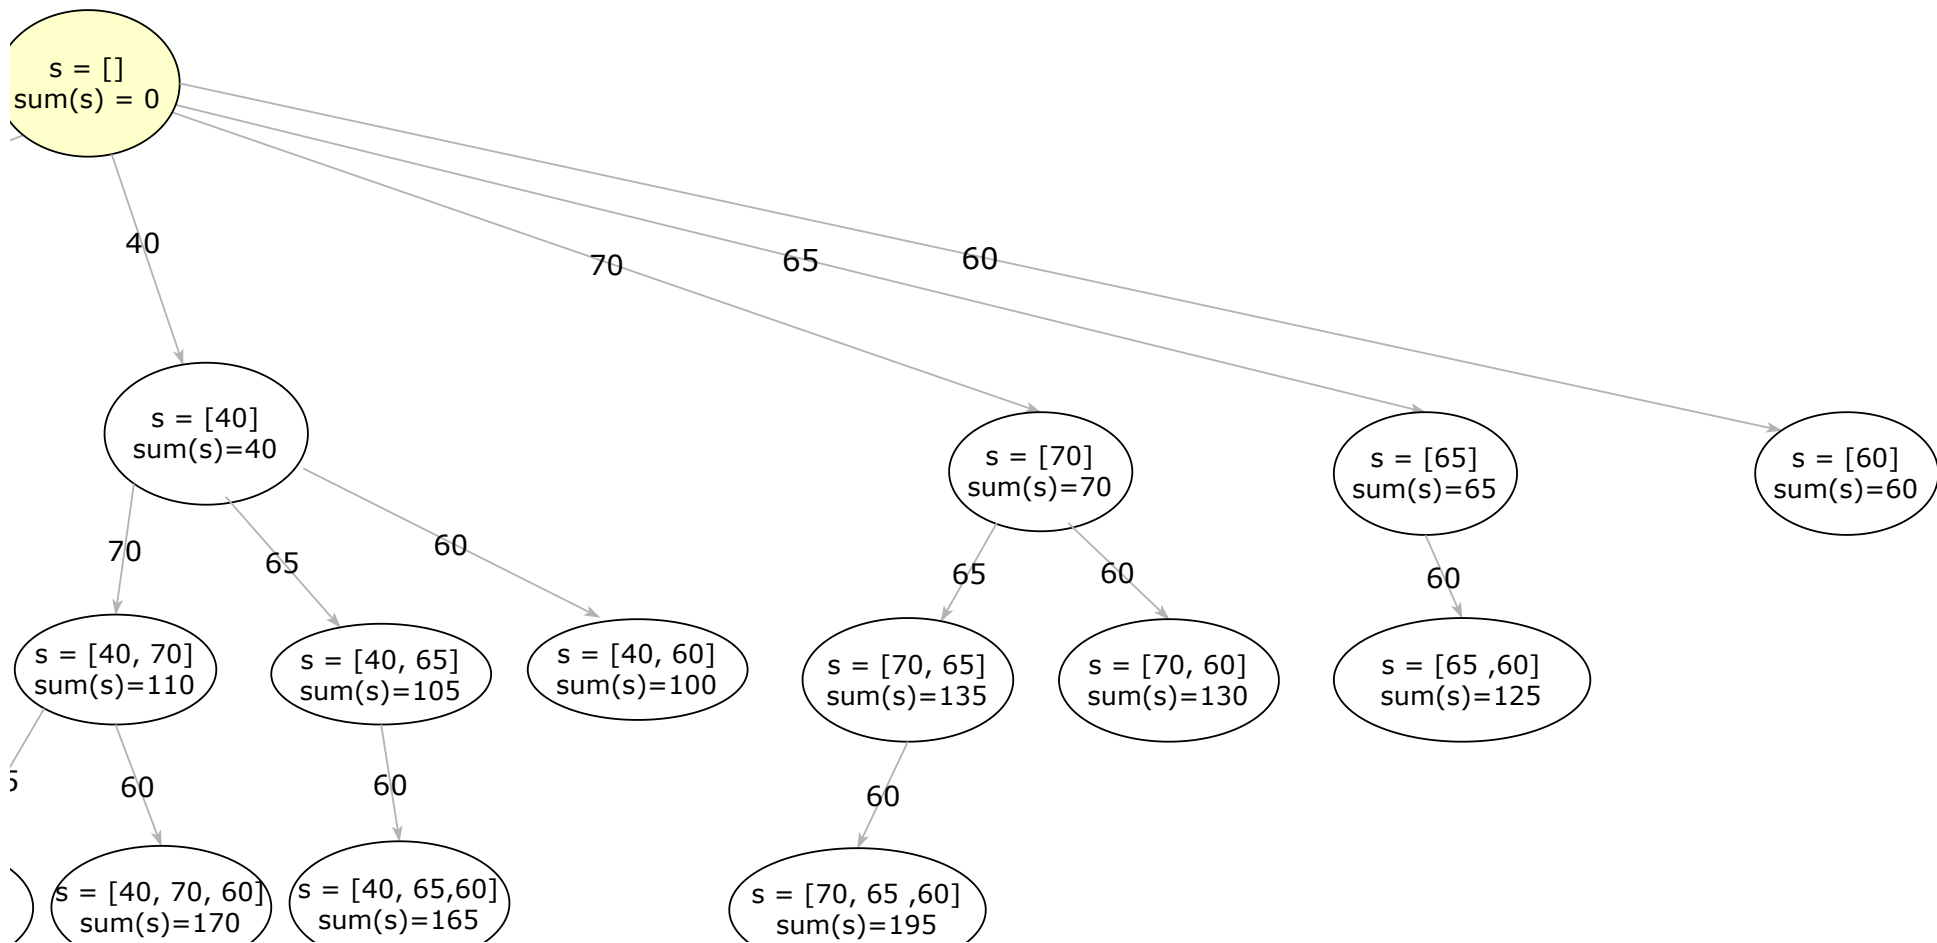 s = []
sum(s) = 0
40
70
65
60
s = [40]
sum(s)=40
s = [70]
sum(s)=70
s = [65]
sum(s)=65
s = [60]
sum(s)=60
70
65
60
65
60
60
s = [40, 70]
sum(s)=110
s = [40, 65]
sum(s)=105
s = [40, 60]
sum(s)=100
s = [70, 65]
sum(s)=135
s = [70, 60]
sum(s)=130
s = [65 ,60]
sum(s)=125
60
60
60
s = [40, 70, 60]
sum(s)=170
s = [40, 65,60]
sum(s)=165
s = [70, 65 ,60]
sum(s)=195